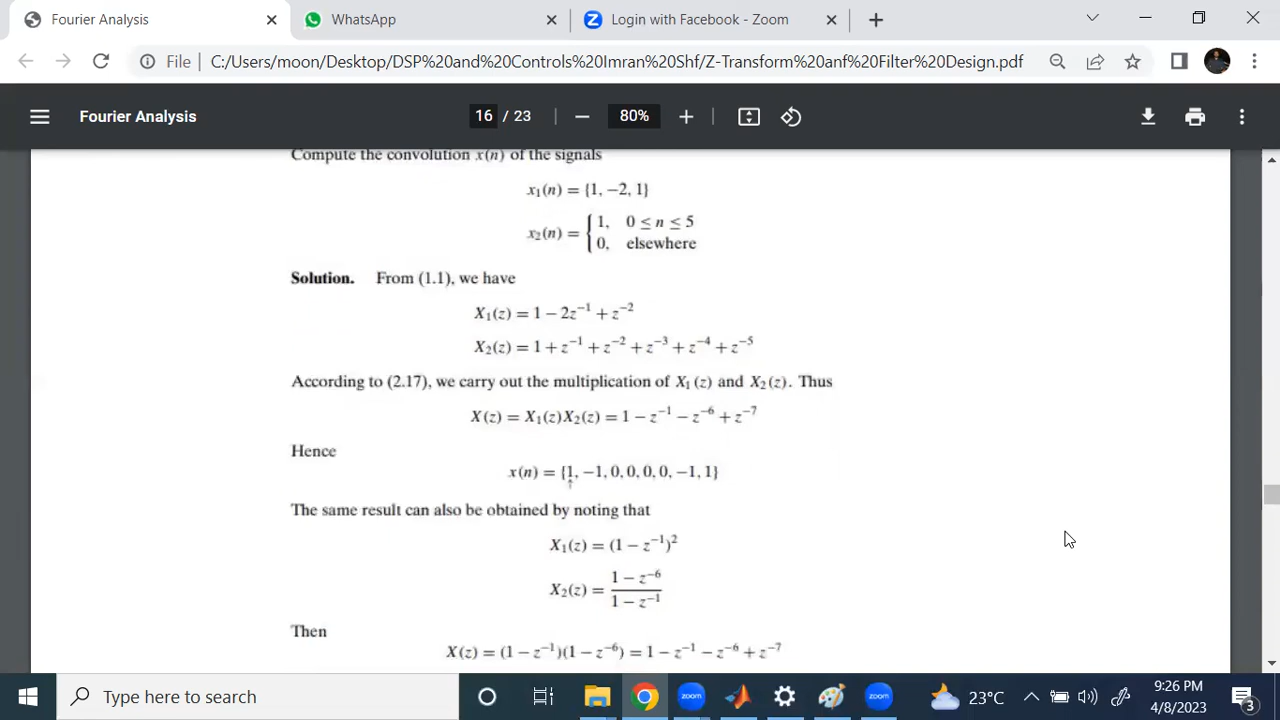 Fourier Analysis
WhatsApp
Login with Facebook - Zoom
File C:/Users/moon/Desktop/DSP%20and%20Controls%20Imran%20Shf/Z-Transform%20anf%20Filter%20Design.pdf
Fourier Analysis 16 / 23 80%
Compute the convolution x(n) of the signals
x₁(n) = {1, −2, 1}
x₂(n) = { 1, 0 ≤ n ≤ 5
0, elsewhere
Solution. From (1.1), we have
X₁(z) = 1 − 2z⁻¹ + z⁻²
X₂(z) = 1 + z⁻¹ + z⁻² + z⁻³ + z⁻⁴ + z⁻⁵
According to (2.17), we carry out the multiplication of X₁(z) and X₂(z). Thus
X(z) = X₁(z)X₂(z) = 1 − z⁻¹ − z⁻⁶ + z⁻⁷
Hence
x(n) = {1, −1, 0, 0, 0, 0, −1, 1}
↑
The same result can also be obtained by noting that
X₁(z) = (1 − z⁻¹)²
X₂(z) = (1 − z⁻⁶) / (1 − z⁻¹)
Then
X(z) = (1 − z⁻¹)(1 − z⁻⁶) = 1 − z⁻¹ − z⁻⁶ + z⁻⁷
Type here to search
zoom
zoom
23°C
9:26 PM
4/8/2023
3